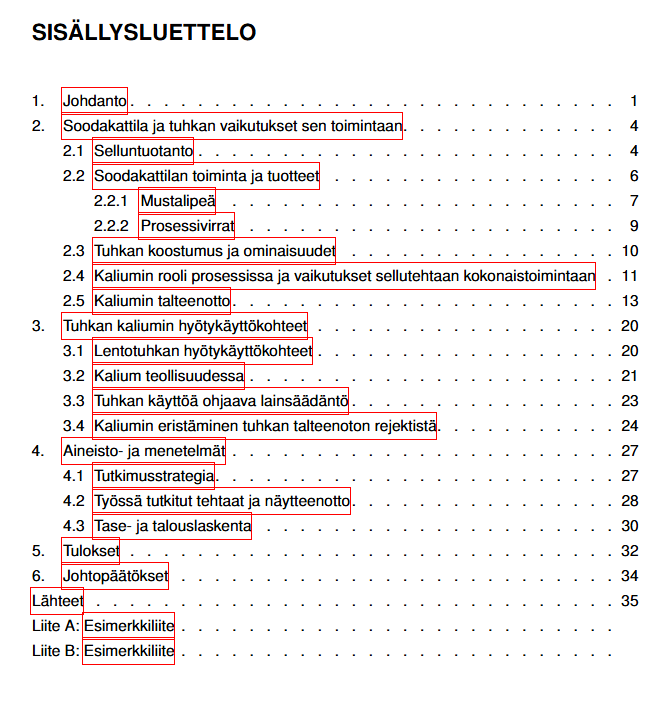 SISÄLLYSLUETTELO
1. Johdanto . . . . . . . . . . . . . . . . . . . . . . . . . . . . . 1
2. Soodakattila ja tuhkan vaikutukset sen toimintaan . . . . . . . . . . . . . 4
2.1 Selluntuotanto . . . . . . . . . . . . . . . . . . . . . . . . . 4
2.2 Soodakattilan toiminta ja tuotteet . . . . . . . . . . . . . . . . . 6
2.2.1 Mustalipeä . . . . . . . . . . . . . . . . . . . . . . . 7
2.2.2 Prosessivirrat . . . . . . . . . . . . . . . . . . . . . . 9
2.3 Tuhkan koostumus ja ominaisuudet . . . . . . . . . . . . . . . . . 10
2.4 Kaliumin rooli prosessissa ja vaikutukset sellutehtaan kokonaistoimintaan . 11
2.5 Kaliumin talteenotto . . . . . . . . . . . . . . . . . . . . . . . 13
3. Tuhkan kaliumin hyötykäyttökohteet . . . . . . . . . . . . . . . . . . 20
3.1 Lentotuhkan hyötykäyttökohteet . . . . . . . . . . . . . . . . . . 20
3.2 Kalium teollisuudessa . . . . . . . . . . . . . . . . . . . . . . 21
3.3 Tuhkan käyttöä ohjaava lainsäädäntö . . . . . . . . . . . . . . . . 23
3.4 Kaliumin eristäminen tuhkan talteenoton rejektistä . . . . . . . . . . . 24
4. Aineisto- ja menetelmät . . . . . . . . . . . . . . . . . . . . . . . 27
4.1 Tutkimusstrategia . . . . . . . . . . . . . . . . . . . . . . . . 27
4.2 Työssä tutkitut tehtaat ja näytteenotto . . . . . . . . . . . . . . . . 28
4.3 Tase- ja talouslaskenta . . . . . . . . . . . . . . . . . . . . . . 30
5. Tulokset . . . . . . . . . . . . . . . . . . . . . . . . . . . . . 32
6. Johtopäätökset . . . . . . . . . . . . . . . . . . . . . . . . . . 34
Lähteet . . . . . . . . . . . . . . . . . . . . . . . . . . . . . . . 35
Liite A: Esimerkkiliite . . . . . . . . . . . . . . . . . . . . . . . . . .
Liite B: Esimerkkiliite . . . . . . . . . . . . . . . . . . . . . . . . . .